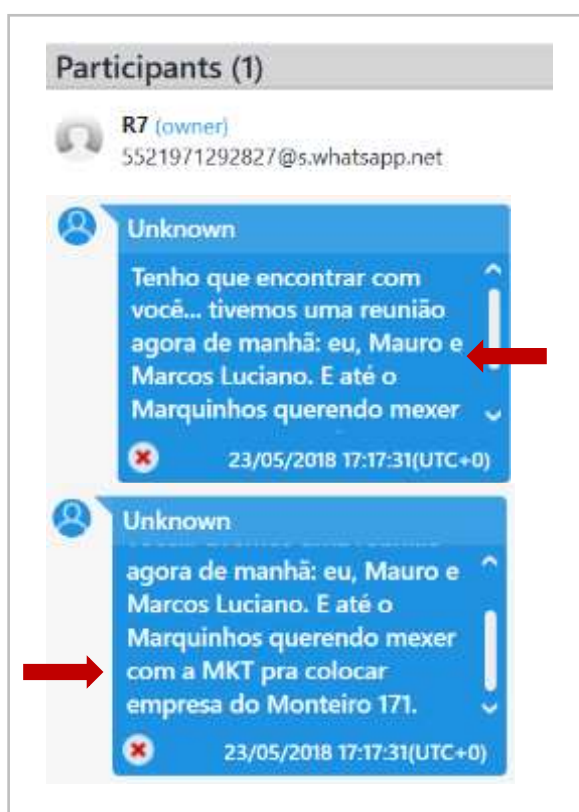 Participants (1)
R7 (owner)
5521971292827@s.whatsapp.net
Unknown
Tenho que encontrar com
você... tivemos uma reunião
agora de manhã: eu, Mauro e
Marcos Luciano. E até o
Marquinhos querendo mexer
23/05/2018 17:17:31(UTC+0)
Unknown
agora de manhã: eu, Mauro e
Marcos Luciano. E até o
Marquinhos querendo mexer
com a MKT pra colocar
empresa do Monteiro 171.
23/05/2018 17:17:31(UTC+0)